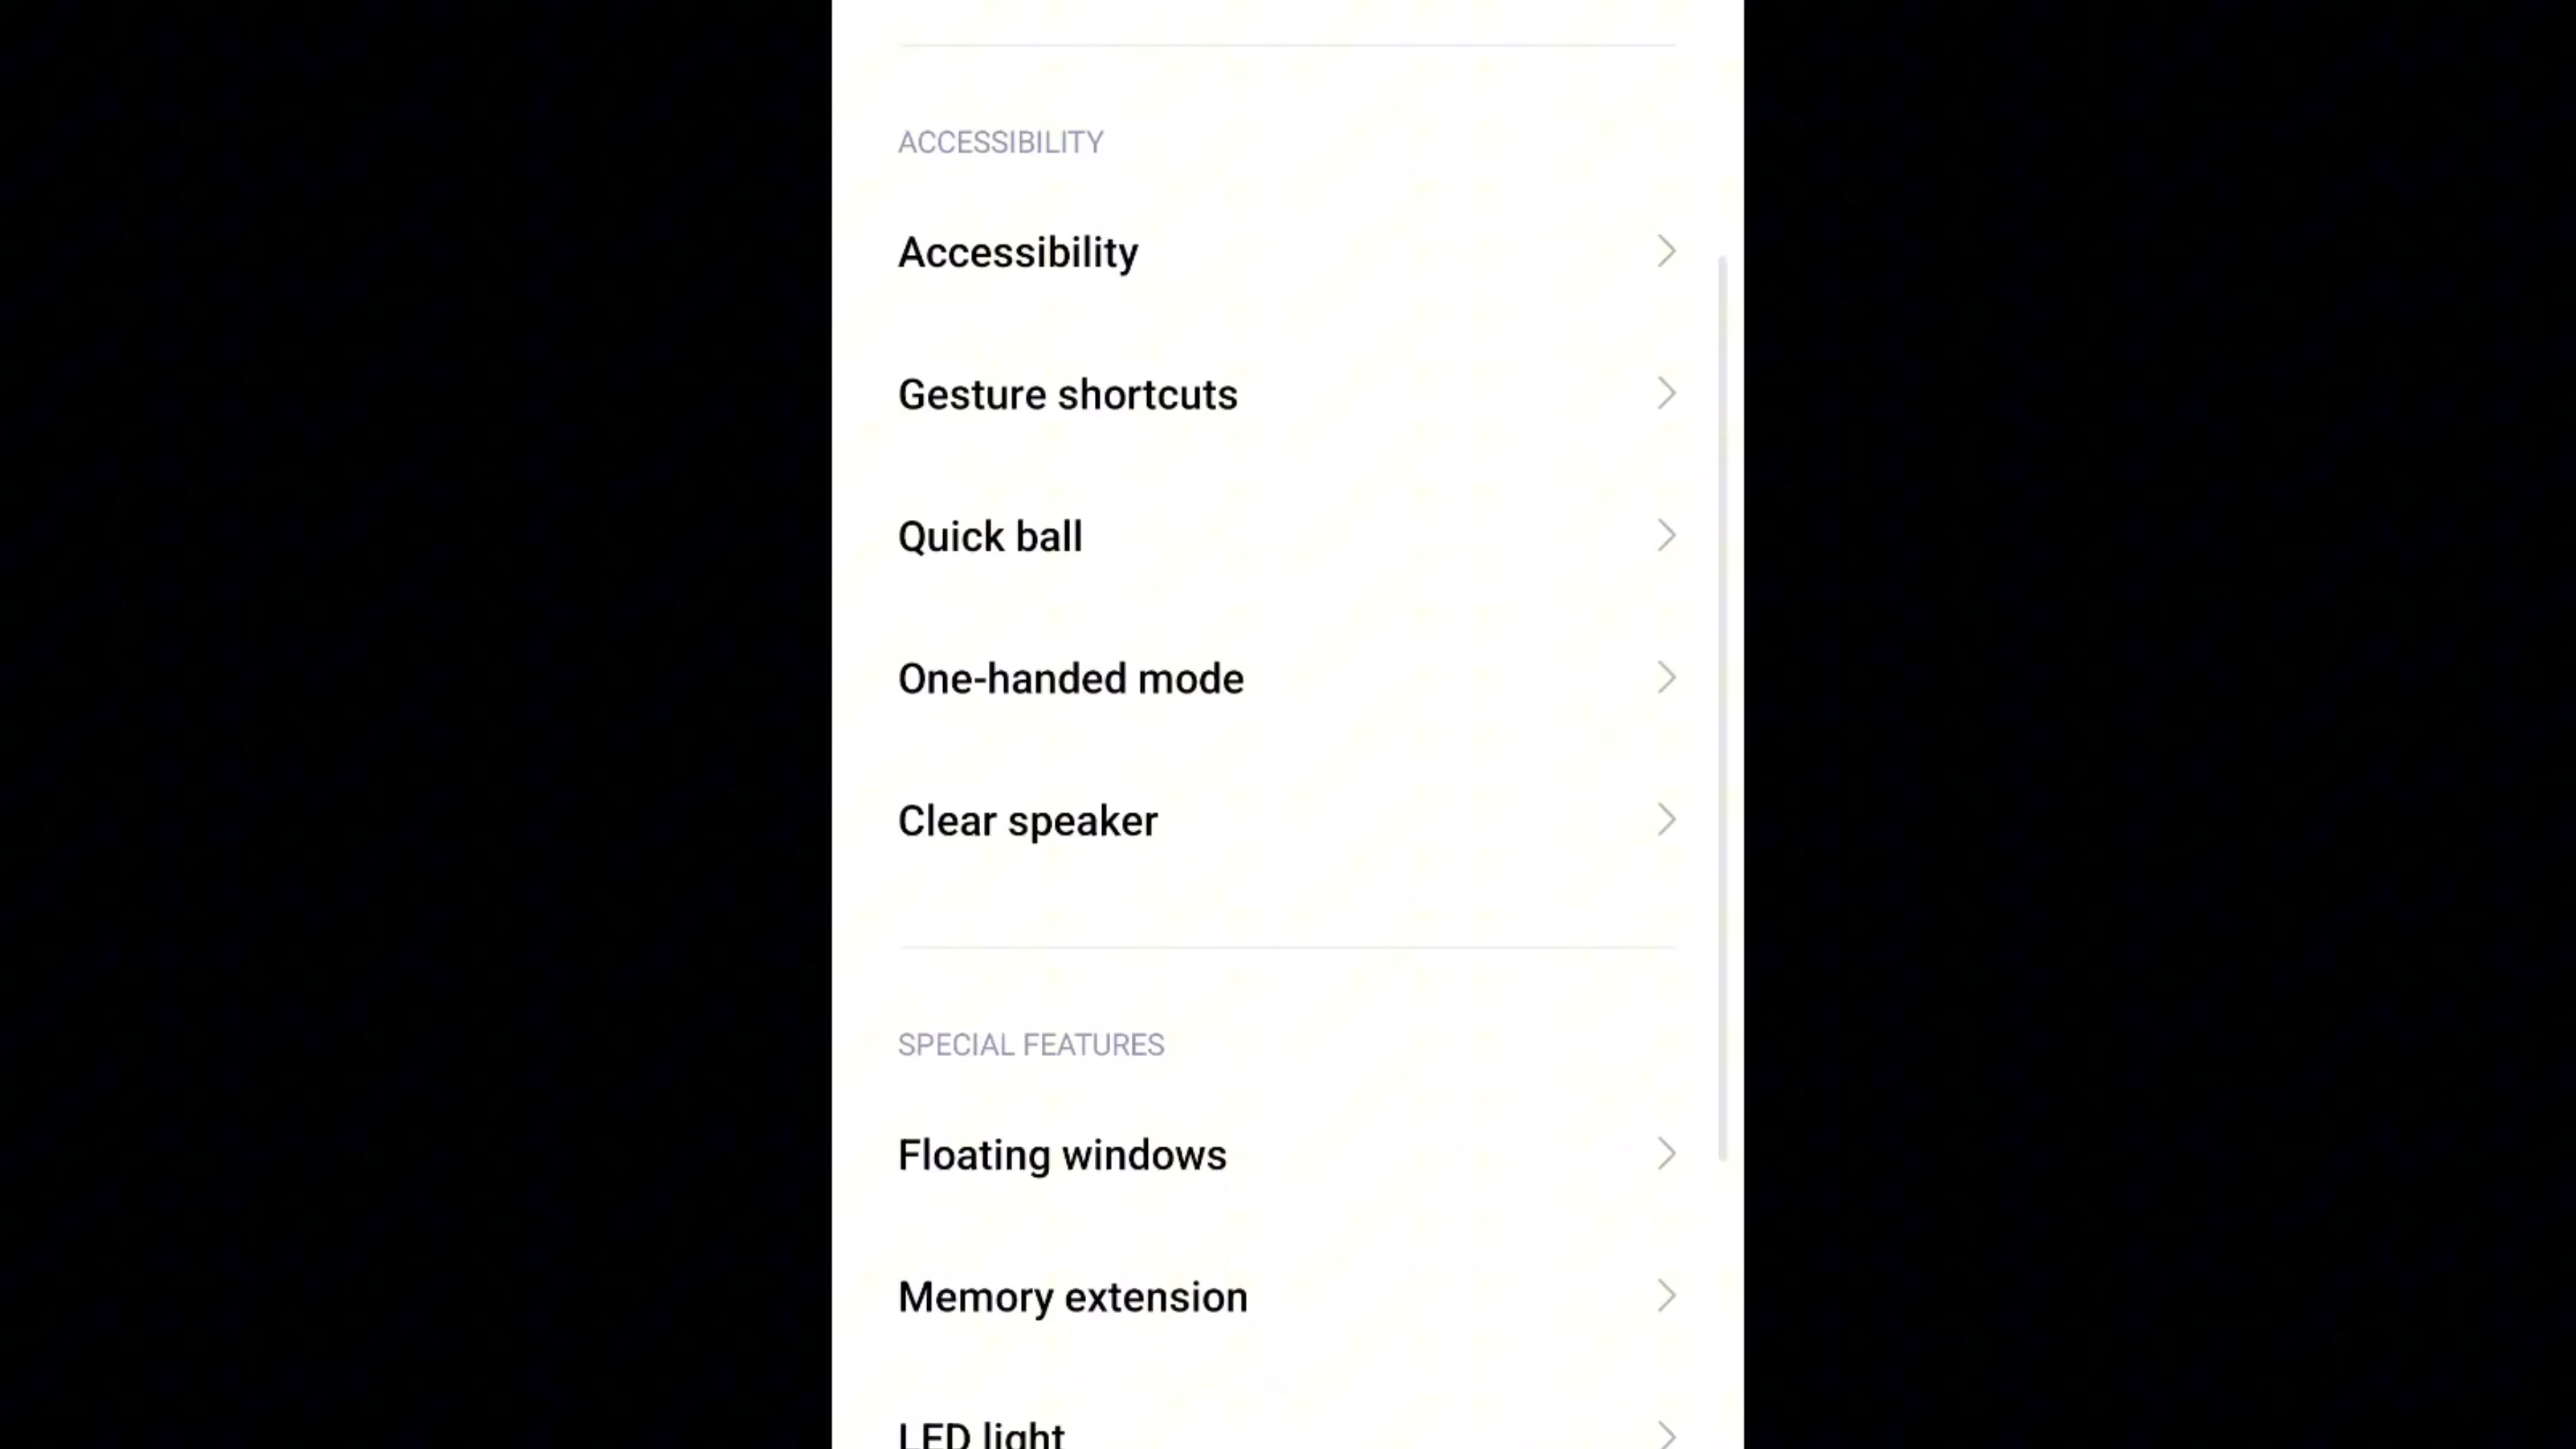 ACCESSIBILITY
Accessibility
Gesture shortcuts
Quick ball
One-handed mode
Clear speaker
SPECIAL FEATURES
Floating windows
Memory extension
LED light